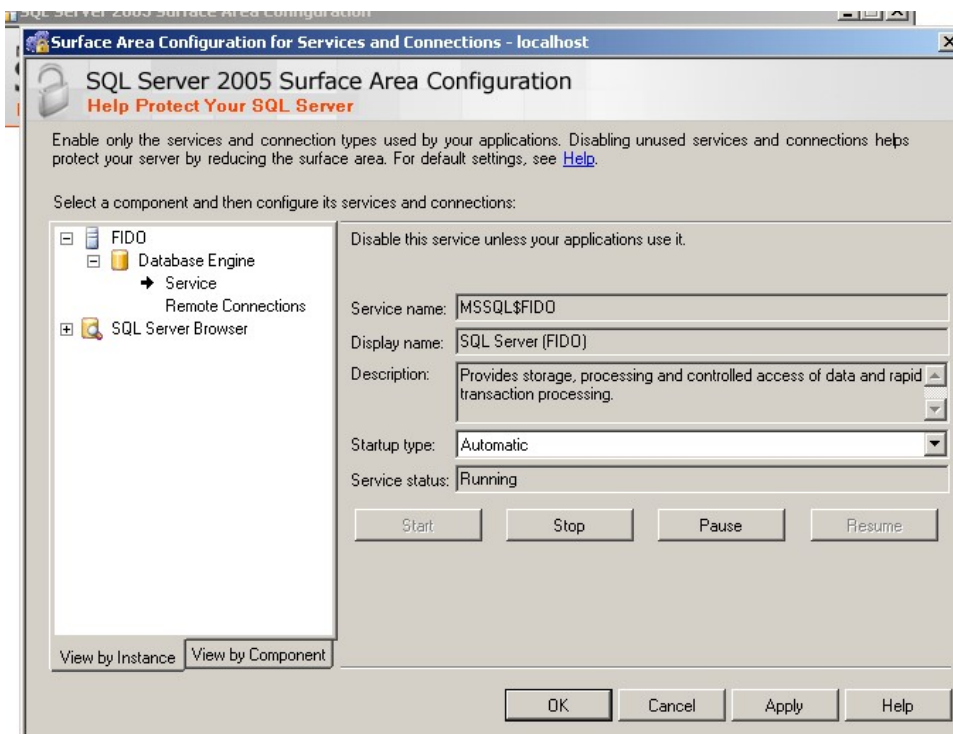 SQL Server 2005 Surface Area Configuration
Surface Area Configuration for Services and Connections - localhost
SQL Server 2005 Surface Area Configuration
Help Protect Your SQL Server
Enable only the services and connection types used by your applications. Disabling unused services and connections helps
protect your server by reducing the surface area. For default settings, see Help.
Select a component and then configure its services and connections:
FIDO
Database Engine
Service
Remote Connections
SQL Server Browser
Disable this service unless your applications use it.
Service name: MSSQL$FIDO
Display name: SQL Server (FIDO)
Description: Provides storage, processing and controlled access of data and rapid
transaction processing.
Startup type: Automatic
Service status: Running
Start Stop Pause Resume
View by Instance View by Component
OK Cancel Apply Help